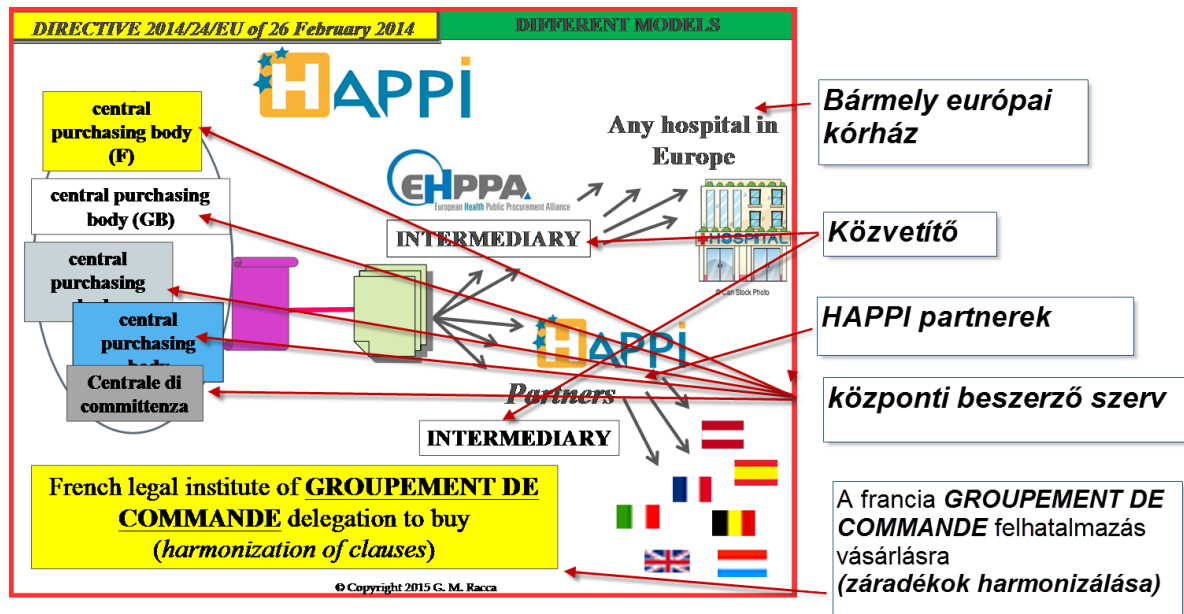 DIRECTIVE 2014/24/EU of 26 February 2014
DIFFERENT MODELS
HAPPI
central
purchasing body
(F)
central purchasing
body (GB)
central
purchasing
central
purchasing
Centrale di
committenza
EHPPA
European Health Public Procurement Alliance
INTERMEDIARY
Any hospital in
Europe
HOSPITAL
© Can Stock Photo
HAPPI
Partners
INTERMEDIARY
French legal institute of GROUPEMENT DE
COMMANDE delegation to buy
(harmonization of clauses)
© Copyright 2015 G. M. Racca
Bármely európai
kórház
Közvetítő
HAPPI partnerek
központi beszerző szerv
A francia GROUPEMENT DE
COMMANDE felhatalmazás
vásárlásra
(záradékok harmonizálása)